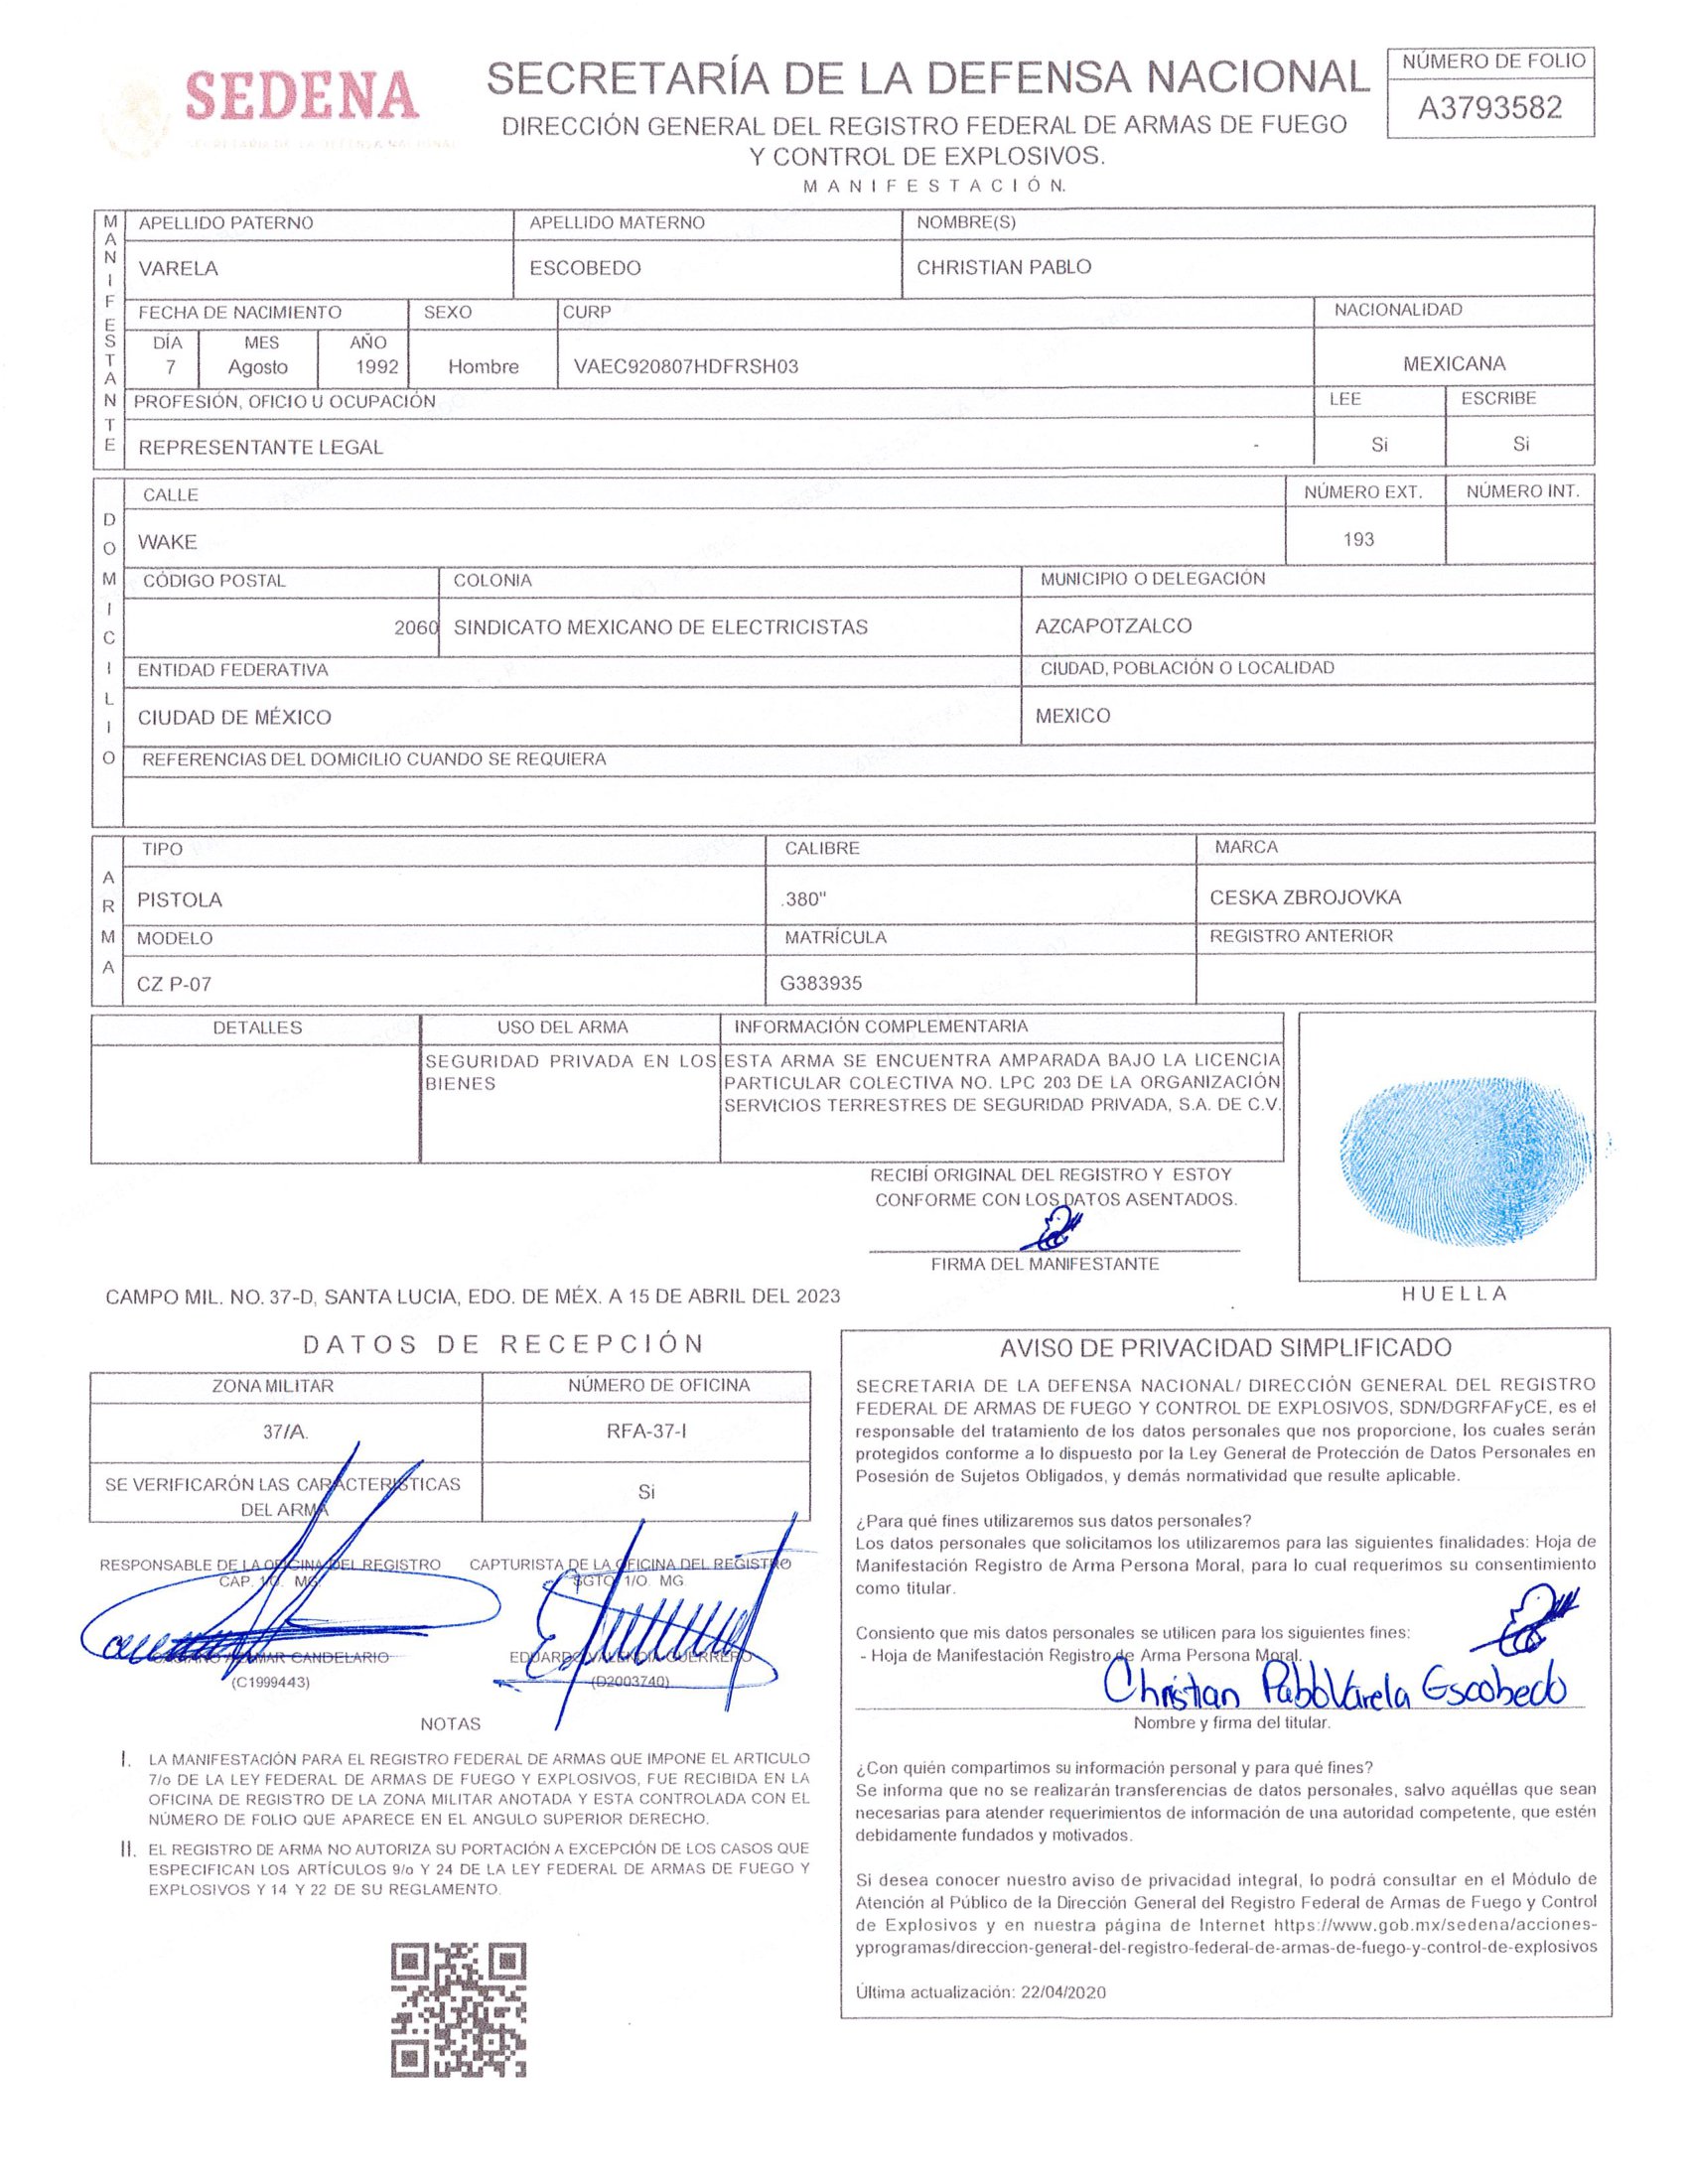 SEDENA
SECRETARÍA DE LA DEFENSA NACIONAL
SECRETARÍA DE LA DEFENSA NACIONAL
DIRECCIÓN GENERAL DEL REGISTRO FEDERAL DE ARMAS DE FUEGO
Y CONTROL DE EXPLOSIVOS.
MANIFESTACIÓN.
NÚMERO DE FOLIO
A3793582
MANIFESTANTE
APELLIDO PATERNO APELLIDO MATERNO NOMBRE(S)
VARELA ESCOBEDO CHRISTIAN PABLO
FECHA DE NACIMIENTO SEXO CURP NACIONALIDAD
DÍA MES AÑO
7 Agosto 1992 Hombre VAEC920807HDFRSH03 MEXICANA
PROFESIÓN, OFICIO U OCUPACIÓN LEE ESCRIBE
REPRESENTANTE LEGAL - Si Si
DOMICILIO
CALLE NÚMERO EXT. NÚMERO INT.
WAKE 193
CÓDIGO POSTAL COLONIA MUNICIPIO O DELEGACIÓN
2060 SINDICATO MEXICANO DE ELECTRICISTAS AZCAPOTZALCO
ENTIDAD FEDERATIVA CIUDAD, POBLACIÓN O LOCALIDAD
CIUDAD DE MÉXICO MEXICO
REFERENCIAS DEL DOMICILIO CUANDO SE REQUIERA
ARMA
TIPO CALIBRE MARCA
PISTOLA .380" CESKA ZBROJOVKA
MODELO MATRÍCULA REGISTRO ANTERIOR
CZ P-07 G383935
DETALLES USO DEL ARMA INFORMACIÓN COMPLEMENTARIA
SEGURIDAD PRIVADA EN LOS
BIENES
ESTA ARMA SE ENCUENTRA AMPARADA BAJO LA LICENCIA
PARTICULAR COLECTIVA NO. LPC 203 DE LA ORGANIZACIÓN
SERVICIOS TERRESTRES DE SEGURIDAD PRIVADA, S.A. DE C.V.
RECIBÍ ORIGINAL DEL REGISTRO Y ESTOY
CONFORME CON LOS DATOS ASENTADOS.
FIRMA DEL MANIFESTANTE
HUELLA
CAMPO MIL. NO. 37-D, SANTA LUCIA, EDO. DE MÉX. A 15 DE ABRIL DEL 2023
DATOS DE RECEPCIÓN
ZONA MILITAR NÚMERO DE OFICINA
37/A. RFA-37-I
SE VERIFICARÓN LAS CARACTERISTICAS
DEL ARMA
Si
RESPONSABLE DE LA OFICINA DEL REGISTRO CAPTURISTA DE LA OFICINA DEL REGISTRO
CAP. 1/O. MG. SGTO. 1/O. MG.
CANDELARIO EDUARDO VALENCIA GUERRERO
(C1999443) (D2003740)
NOTAS
I. LA MANIFESTACIÓN PARA EL REGISTRO FEDERAL DE ARMAS QUE IMPONE EL ARTICULO
7/o DE LA LEY FEDERAL DE ARMAS DE FUEGO Y EXPLOSIVOS, FUE RECIBIDA EN LA
OFICINA DE REGISTRO DE LA ZONA MILITAR ANOTADA Y ESTA CONTROLADA CON EL
NÚMERO DE FOLIO QUE APARECE EN EL ANGULO SUPERIOR DERECHO.
II. EL REGISTRO DE ARMA NO AUTORIZA SU PORTACIÓN A EXCEPCIÓN DE LOS CASOS QUE
ESPECIFICAN LOS ARTÍCULOS 9/o Y 24 DE LA LEY FEDERAL DE ARMAS DE FUEGO Y
EXPLOSIVOS Y 14 Y 22 DE SU REGLAMENTO.
AVISO DE PRIVACIDAD SIMPLIFICADO
SECRETARIA DE LA DEFENSA NACIONAL/ DIRECCIÓN GENERAL DEL REGISTRO
FEDERAL DE ARMAS DE FUEGO Y CONTROL DE EXPLOSIVOS, SDN/DGRFAFyCE, es el
responsable del tratamiento de los datos personales que nos proporcione, los cuales serán
protegidos conforme a lo dispuesto por la Ley General de Protección de Datos Personales en
Posesión de Sujetos Obligados, y demás normatividad que resulte aplicable.
¿Para qué fines utilizaremos sus datos personales?
Los datos personales que solicitamos los utilizaremos para las siguientes finalidades: Hoja de
Manifestación Registro de Arma Persona Moral, para lo cual requerimos su consentimiento
como titular.
Consiento que mis datos personales se utilicen para los siguientes fines:
- Hoja de Manifestación Registro de Arma Persona Moral.
Christian Pablo Varela Escobedo
Nombre y firma del titular.
¿Con quién compartimos su información personal y para qué fines?
Se informa que no se realizarán transferencias de datos personales, salvo aquéllas que sean
necesarias para atender requerimientos de información de una autoridad competente, que estén
debidamente fundados y motivados.
Si desea conocer nuestro aviso de privacidad integral, lo podrá consultar en el Módulo de
Atención al Público de la Dirección General del Registro Federal de Armas de Fuego y Control
de Explosivos y en nuestra página de Internet https://www.gob.mx/sedena/acciones-
yprogramas/direccion-general-del-registro-federal-de-armas-de-fuego-y-control-de-explosivos
Última actualización: 22/04/2020